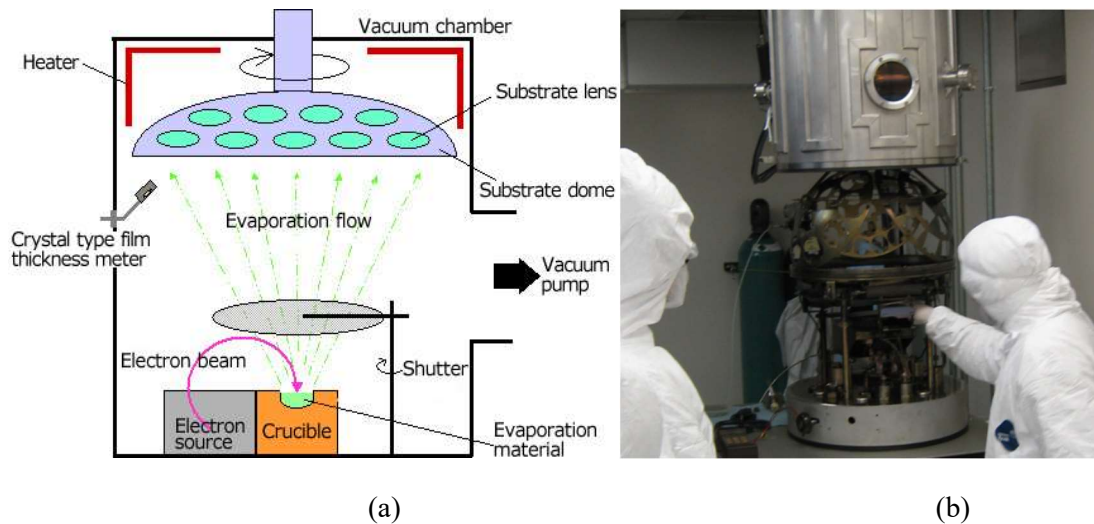 Vacuum chamber
Heater
Substrate lens
Substrate dome
Evaporation flow
Crystal type film
thickness meter
Vacuum
pump
Electron beam
Shutter
Electron
source
Crucible
Evaporation
material
(a)
(b)